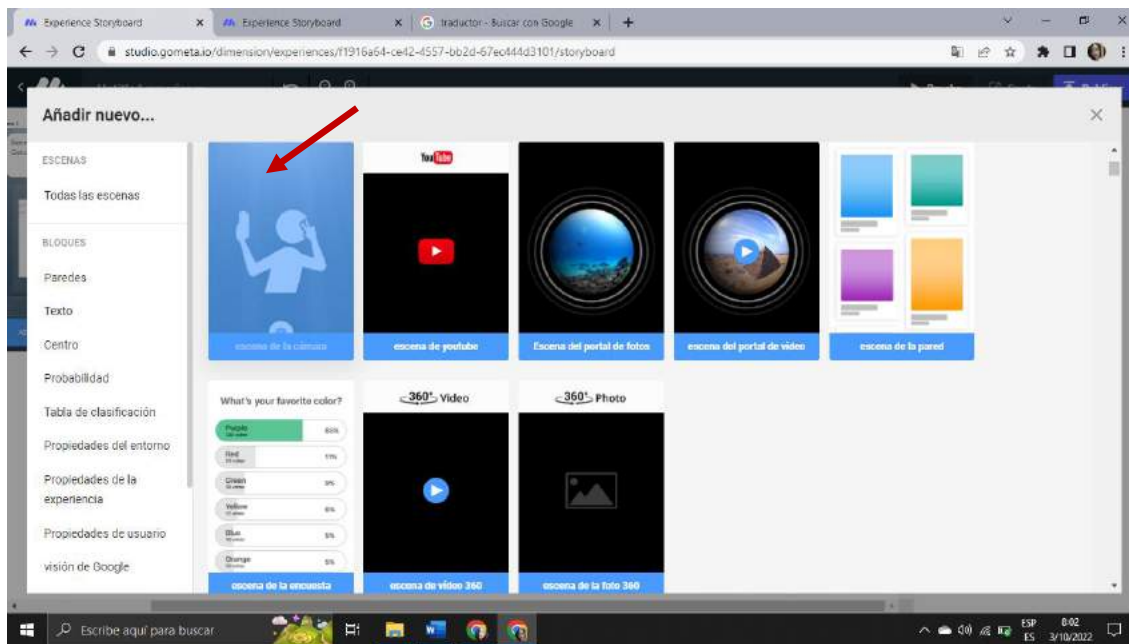 Experience Storyboard
Experience Storyboard
traductor - Buscar con Google
studio.gometa.io/dimension/experiences/f1916a64-ce42-4557-bb2d-67ec444d3101/storyboard
Añadir nuevo...
ESCENAS
Todas las escenas
BLOQUES
Paredes
Texto
Centro
Probabilidad
Tabla de clasificación
Propiedades del entorno
Propiedades de la
experiencia
Propiedades de usuario
visión de Google
escena de la cámara
YouTube
escena de youtube
Escena del portal de fotos
escena del portal de vídeo
escena de la pared
What's your favorite color?
Purple
Red
Green
Yellow
Blue
Orange
escena de la encuesta
360° Video
escena de vídeo 360
360° Photo
escena de la foto 360
Escribe aquí para buscar
ESP
ES
8:02
3/10/2022